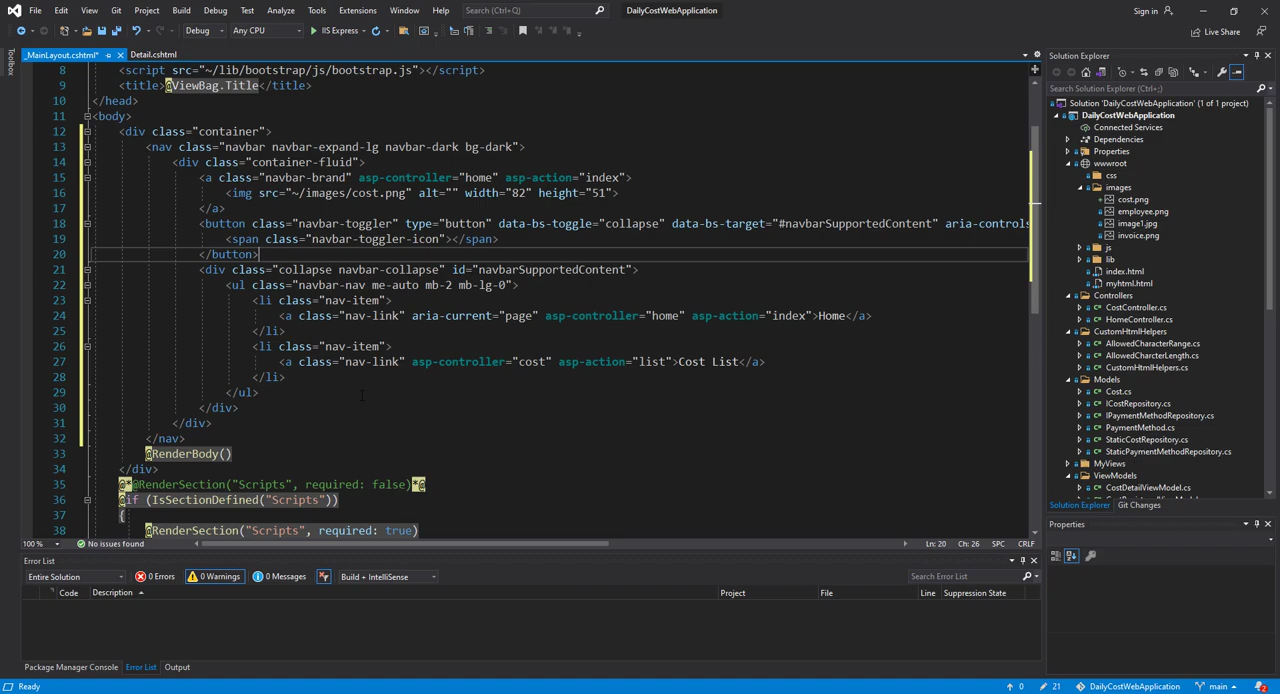 File Edit View Git Project Build Debug Test Analyze Tools Extensions Window Help Search (Ctrl+Q) DailyCostWebApplication Sign in
Debug Any CPU IIS Express Live Share
Toolbox
_MainLayout.cshtml* Detail.cshtml
8 <script src="~/lib/bootstrap/js/bootstrap.js"></script>
9 <title>@ViewBag.Title</title>
10 </head>
11 <body>
12 <div class="container">
13 <nav class="navbar navbar-expand-lg navbar-dark bg-dark">
14 <div class="container-fluid">
15 <a class="navbar-brand" asp-controller="home" asp-action="index">
16 <img src="~/images/cost.png" alt="" width="82" height="51">
17 </a>
18 <button class="navbar-toggler" type="button" data-bs-toggle="collapse" data-bs-target="#navbarSupportedContent" aria-controls
19 <span class="navbar-toggler-icon"></span>
20 </button>
21 <div class="collapse navbar-collapse" id="navbarSupportedContent">
22 <ul class="navbar-nav me-auto mb-2 mb-lg-0">
23 <li class="nav-item">
24 <a class="nav-link" aria-current="page" asp-controller="home" asp-action="index">Home</a>
25 </li>
26 <li class="nav-item">
27 <a class="nav-link" asp-controller="cost" asp-action="list">Cost List</a>
28 </li>
29 </ul>
30 </div>
31 </div>
32 </nav>
33 @RenderBody()
34 </div>
35 @*@RenderSection("Scripts", required: false)*@
36 @if (IsSectionDefined("Scripts"))
37 {
38 @RenderSection("Scripts", required: true)
100 % No issues found Ln: 20 Ch: 26 SPC CRLF
Error List
Entire Solution 0 Errors 0 Warnings 0 Messages Build + IntelliSense Search Error List
Code Description Project File Line Suppression State
Package Manager Console Error List Output
Solution Explorer
Search Solution Explorer (Ctrl+;)
Solution 'DailyCostWebApplication' (1 of 1 project)
DailyCostWebApplication
Connected Services
Dependencies
Properties
wwwroot
css
images
cost.png
employee.png
image1.jpg
invoice.png
js
lib
index.html
myhtml.html
Controllers
CostController.cs
HomeController.cs
CustomHtmlHelpers
AllowedCharacterRange.cs
AllowedCharacterLength.cs
CustomHtmlHelpers.cs
Models
Cost.cs
ICostRepository.cs
IPaymentMethodRepository.cs
PaymentMethod.cs
StaticCostRepository.cs
StaticPaymentMethodRepository.cs
MyViews
ViewModels
CostDetailViewModel.cs
Solution Explorer Git Changes
Properties
Ready 0 21 DailyCostWebApplication main 2